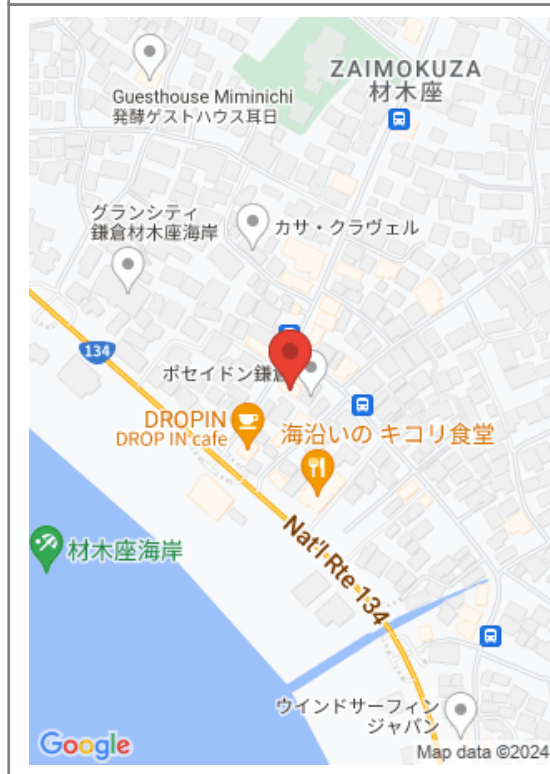 ZAIMOKUZA
材木座
Guesthouse Miminichi
発酵ゲストハウス耳日
グランシティ
鎌倉材木座海岸
カサ・クラヴェル
134
ポセイドン鎌倉
DROPIN
DROP IN cafe
海沿いの キコリ食堂
Nat'l Rte 134
材木座海岸
ウインドサーフィン
ジャパン
Google
Map data ©2024